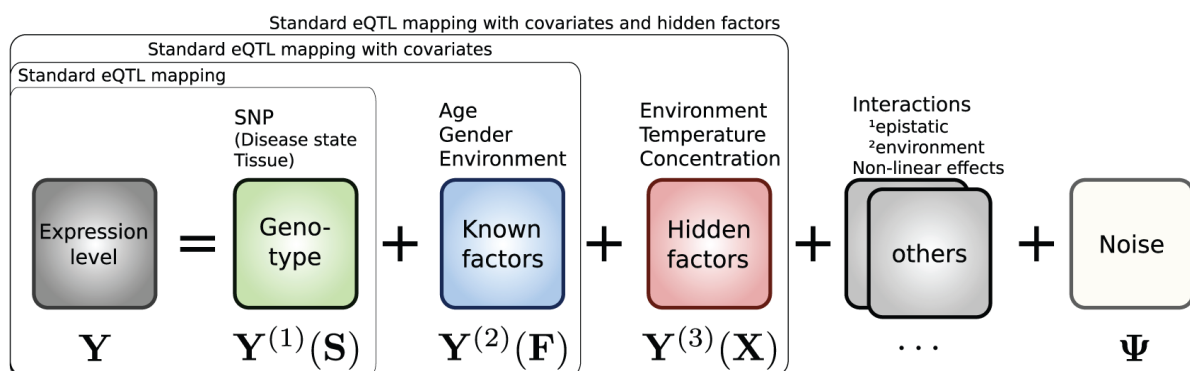 Standard eQTL mapping with covariates and hidden factors
Standard eQTL mapping with covariates
Standard eQTL mapping
SNP
(Disease state
Tissue)
Age
Gender
Environment
Environment
Temperature
Concentration
Interactions
¹epistatic
²environment
Non-linear effects
Expression
level
=
Geno-
type
+
Known
factors
+
Hidden
factors
+
others
+
Noise
Y
Y⁽¹⁾(S)
Y⁽²⁾(F)
Y⁽³⁾(X)
...
Ψ